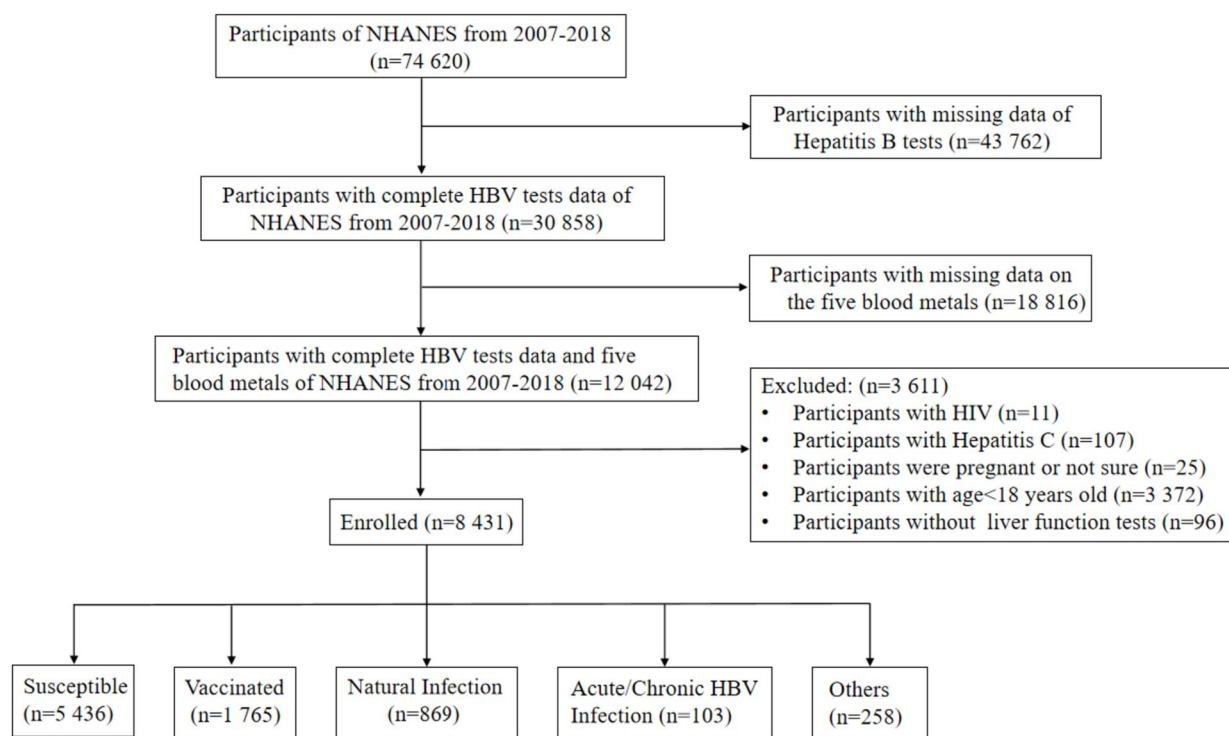 Participants of NHANES from 2007-2018
(n=74 620)
Participants with missing data of
Hepatitis B tests (n=43 762)
Participants with complete HBV tests data of
NHANES from 2007-2018 (n=30 858)
Participants with missing data on
the five blood metals (n=18 816)
Participants with complete HBV tests data and five
blood metals of NHANES from 2007-2018 (n=12 042)
Excluded: (n=3 611)
• Participants with HIV (n=11)
• Participants with Hepatitis C (n=107)
• Participants were pregnant or not sure (n=25)
• Participants with age<18 years old (n=3 372)
• Participants without liver function tests (n=96)
Enrolled (n=8 431)
Susceptible
(n=5 436)
Vaccinated
(n=1 765)
Natural Infection
(n=869)
Acute/Chronic HBV
Infection (n=103)
Others
(n=258)